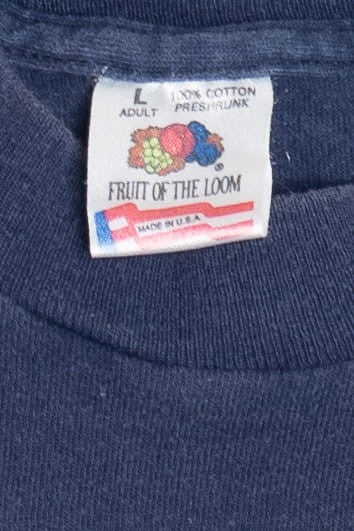 L 100% COTTON
ADULT PRESHRUNK
®
FRUIT OF THE LOOM
MADE IN U.S.A.